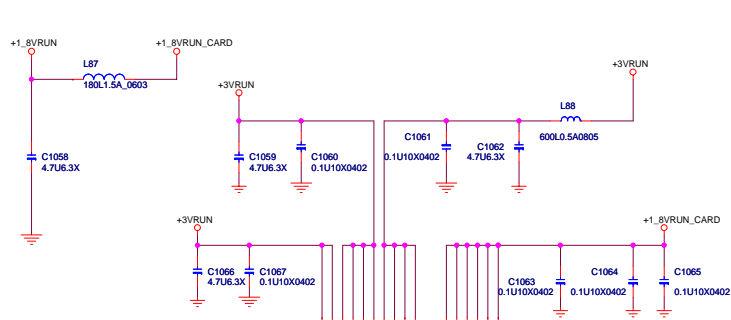 +1_8VRUN
+1_8VRUN_CARD
L87
180L1.5A_0603
+3VRUN
+3VRUN
L88
600L0.5A0805
C1058
4.7U6.3X
C1059
4.7U6.3X
C1060
0.1U10X0402
C1061
0.1U10X0402
C1062
4.7U6.3X
+3VRUN
+1_8VRUN_CARD
C1066
4.7U6.3X
C1067
0.1U10X0402
C1063
0.1U10X0402
C1064
0.1U10X0402
C1065
0.1U10X0402